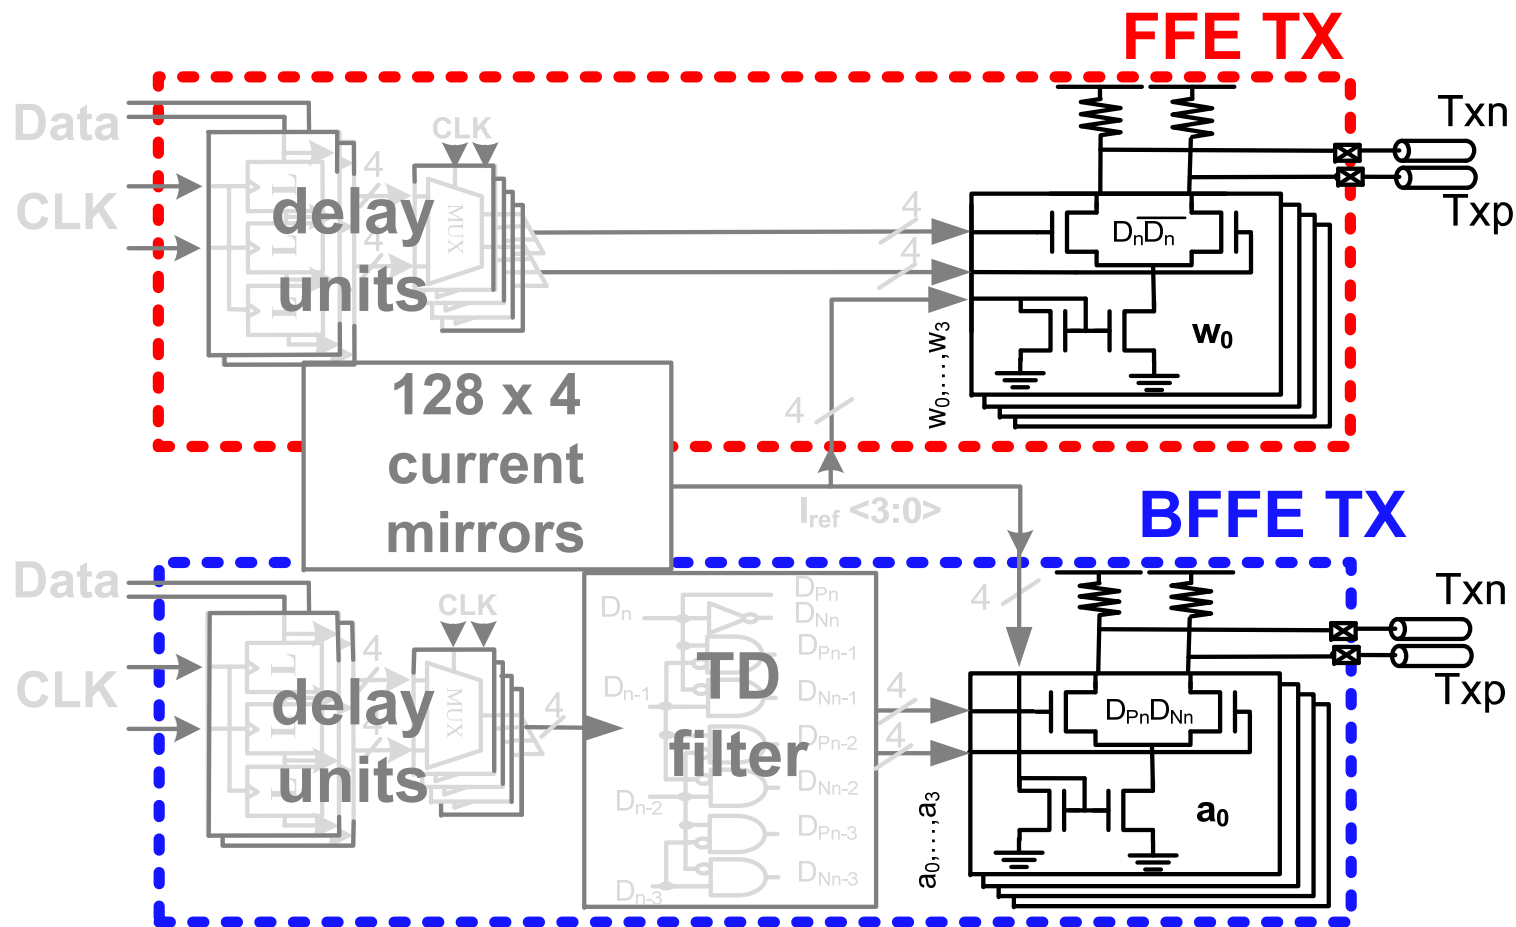 FFE TX
Data
CLK
CLK
4
4
MUX
delay
units
4
4
D̅n̅Dn
w0
w0,...,w3
4
Txn
Txp
128 x 4
current
mirrors
Iref <3:0>
BFFE TX
Data
CLK
CLK
4
4
MUX
delay
units
4
Dn
Dn-1
Dn-2
Dn-3
TD
filter
DPn
DNn
DPn-1
DNn-1
DPn-2
DNn-2
DPn-3
DNn-3
4
4
4
DPnDNn
a0
a0,...,a3
Txn
Txp